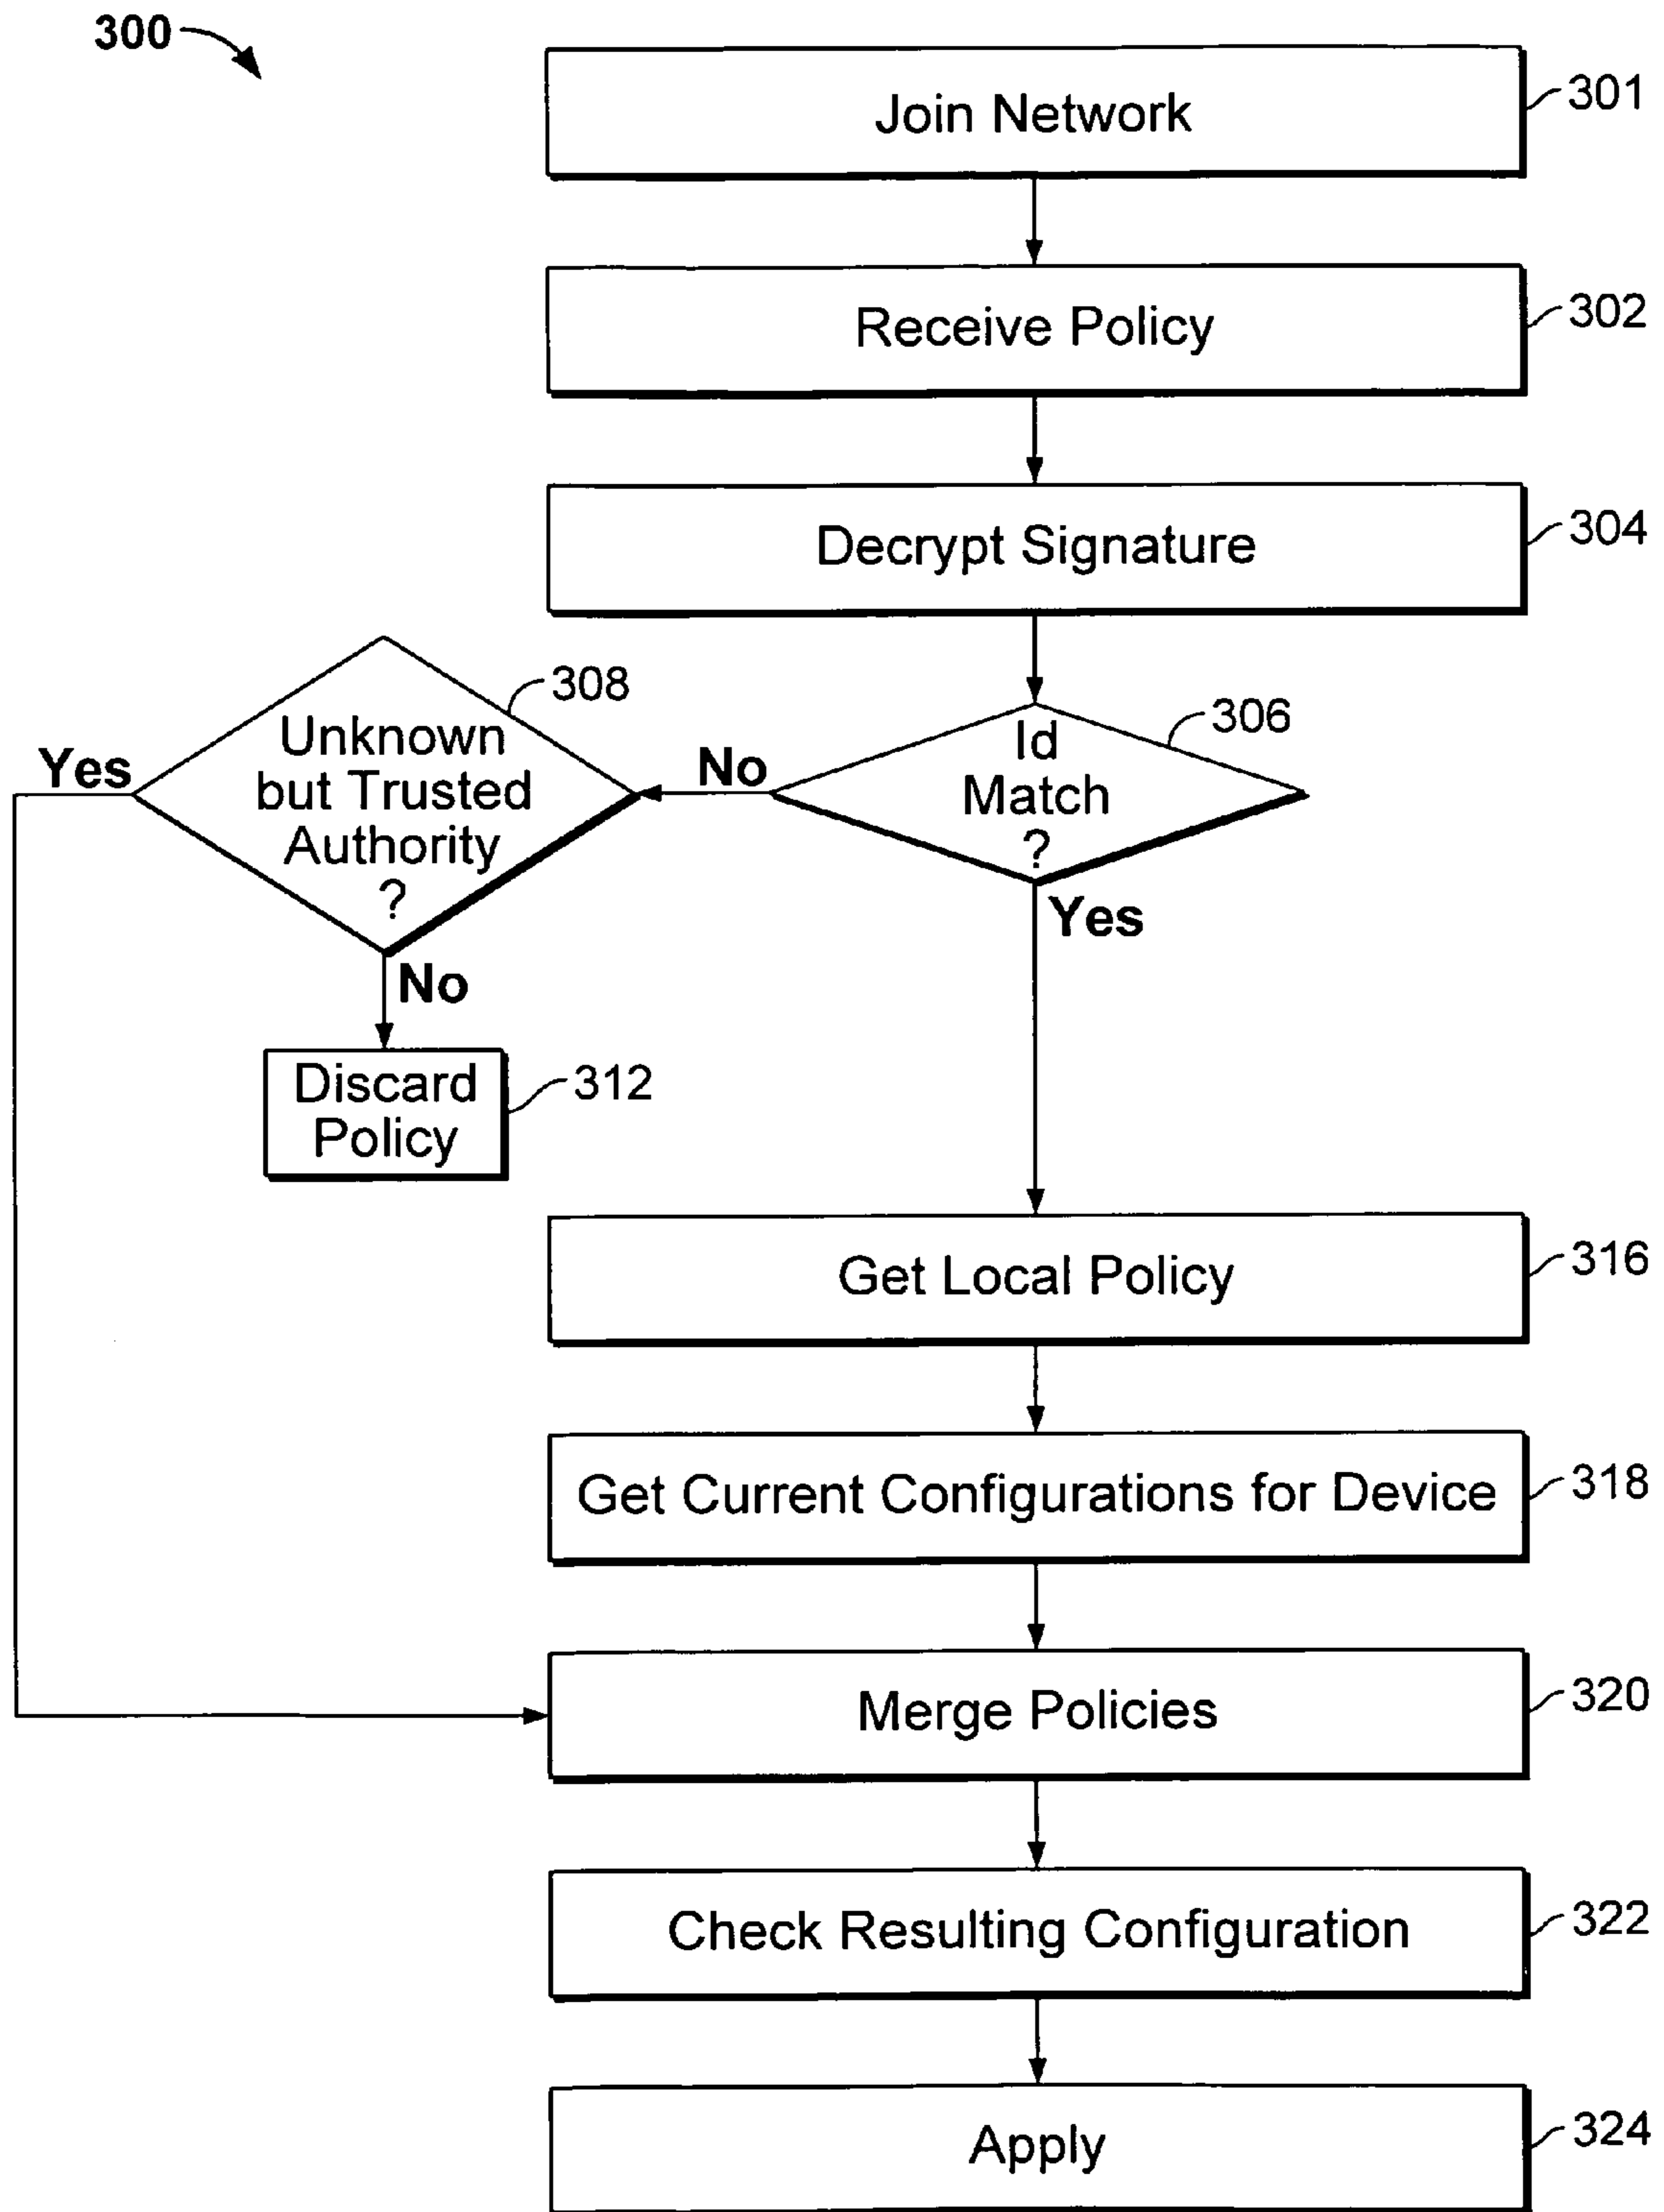 300
Join Network
301
Receive Policy
302
Decrypt Signature
304
308
Unknown
but Trusted
Authority
?
Yes
No
306
Id
Match
?
Yes
No
Discard
Policy
312
Get Local Policy
316
Get Current Configurations for Device
318
Merge Policies
320
Check Resulting Configuration
322
Apply
324